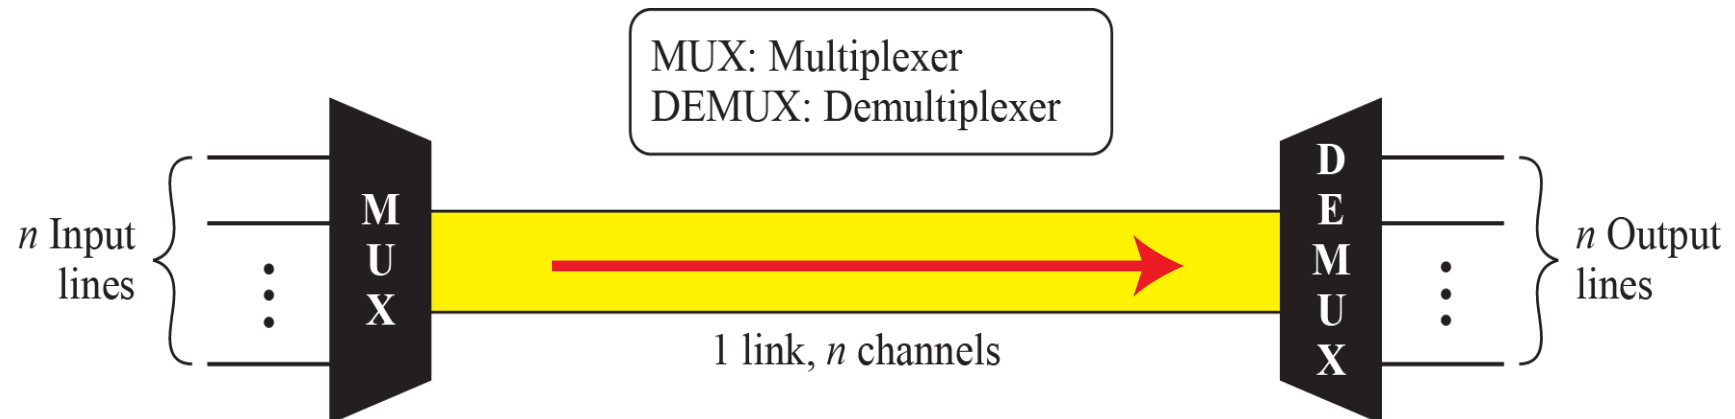 MUX: Multiplexer
DEMUX: Demultiplexer
n Input
lines
M
U
X
1 link, n channels
D
E
M
U
X
n Output
lines